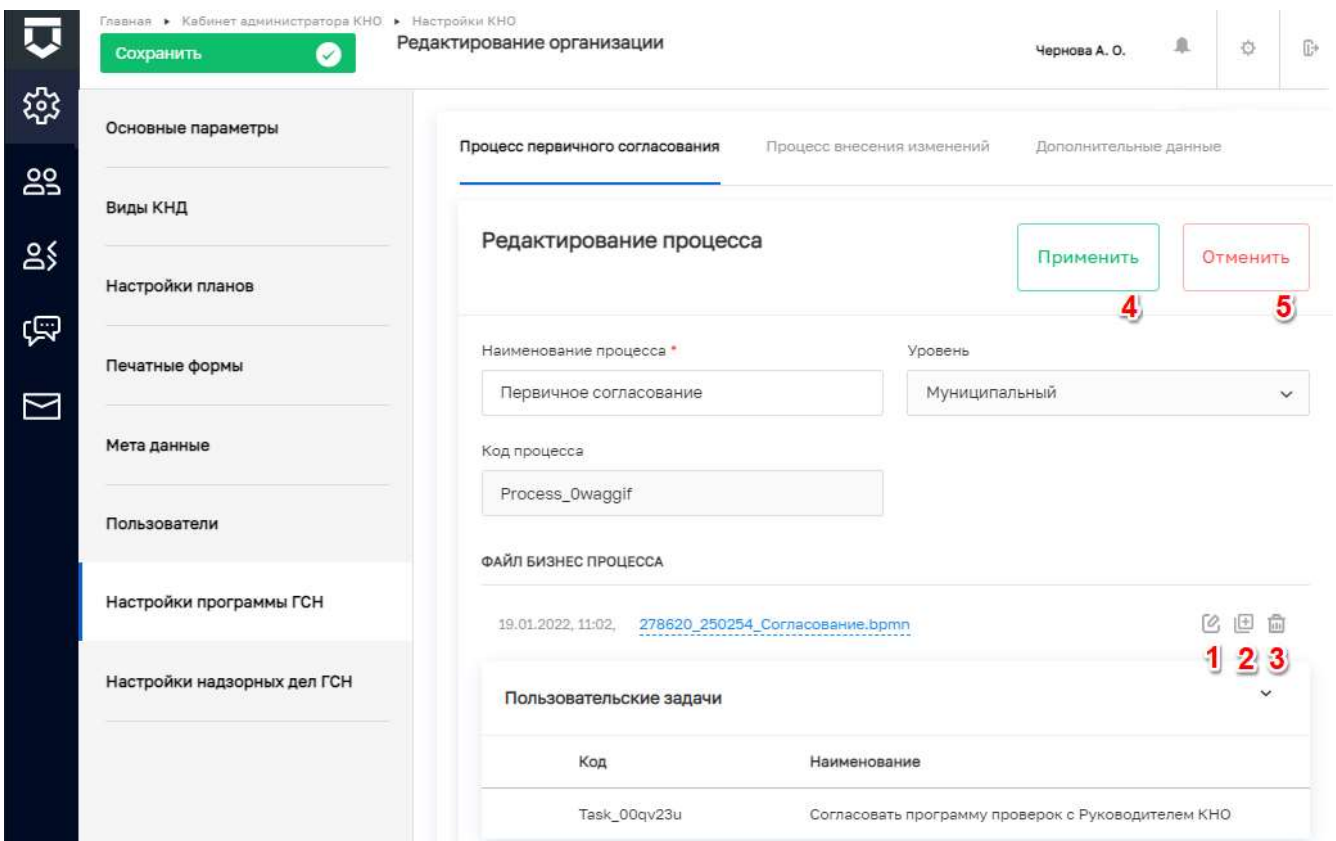 Главная ▸ Кабинет администратора КНО ▸ Настройки КНО
Сохранить
Редактирование организации
Чернова А. О.
Основные параметры
Виды КНД
Настройки планов
Печатные формы
Мета данные
Пользователи
Настройки программы ГСН
Настройки надзорных дел ГСН
Процесс первичного согласования Процесс внесения изменений Дополнительные данные
Редактирование процесса
Применить Отменить
4 5
Наименование процесса * Уровень
Первичное согласование Муниципальный
Код процесса
Process_0waggif
ФАЙЛ БИЗНЕС ПРОЦЕССА
19.01.2022, 11:02, 278620_250254_Согласование.bpmn
1 2 3
Пользовательские задачи
Код Наименование
Task_00qv23u Согласовать программу проверок с Руководителем КНО